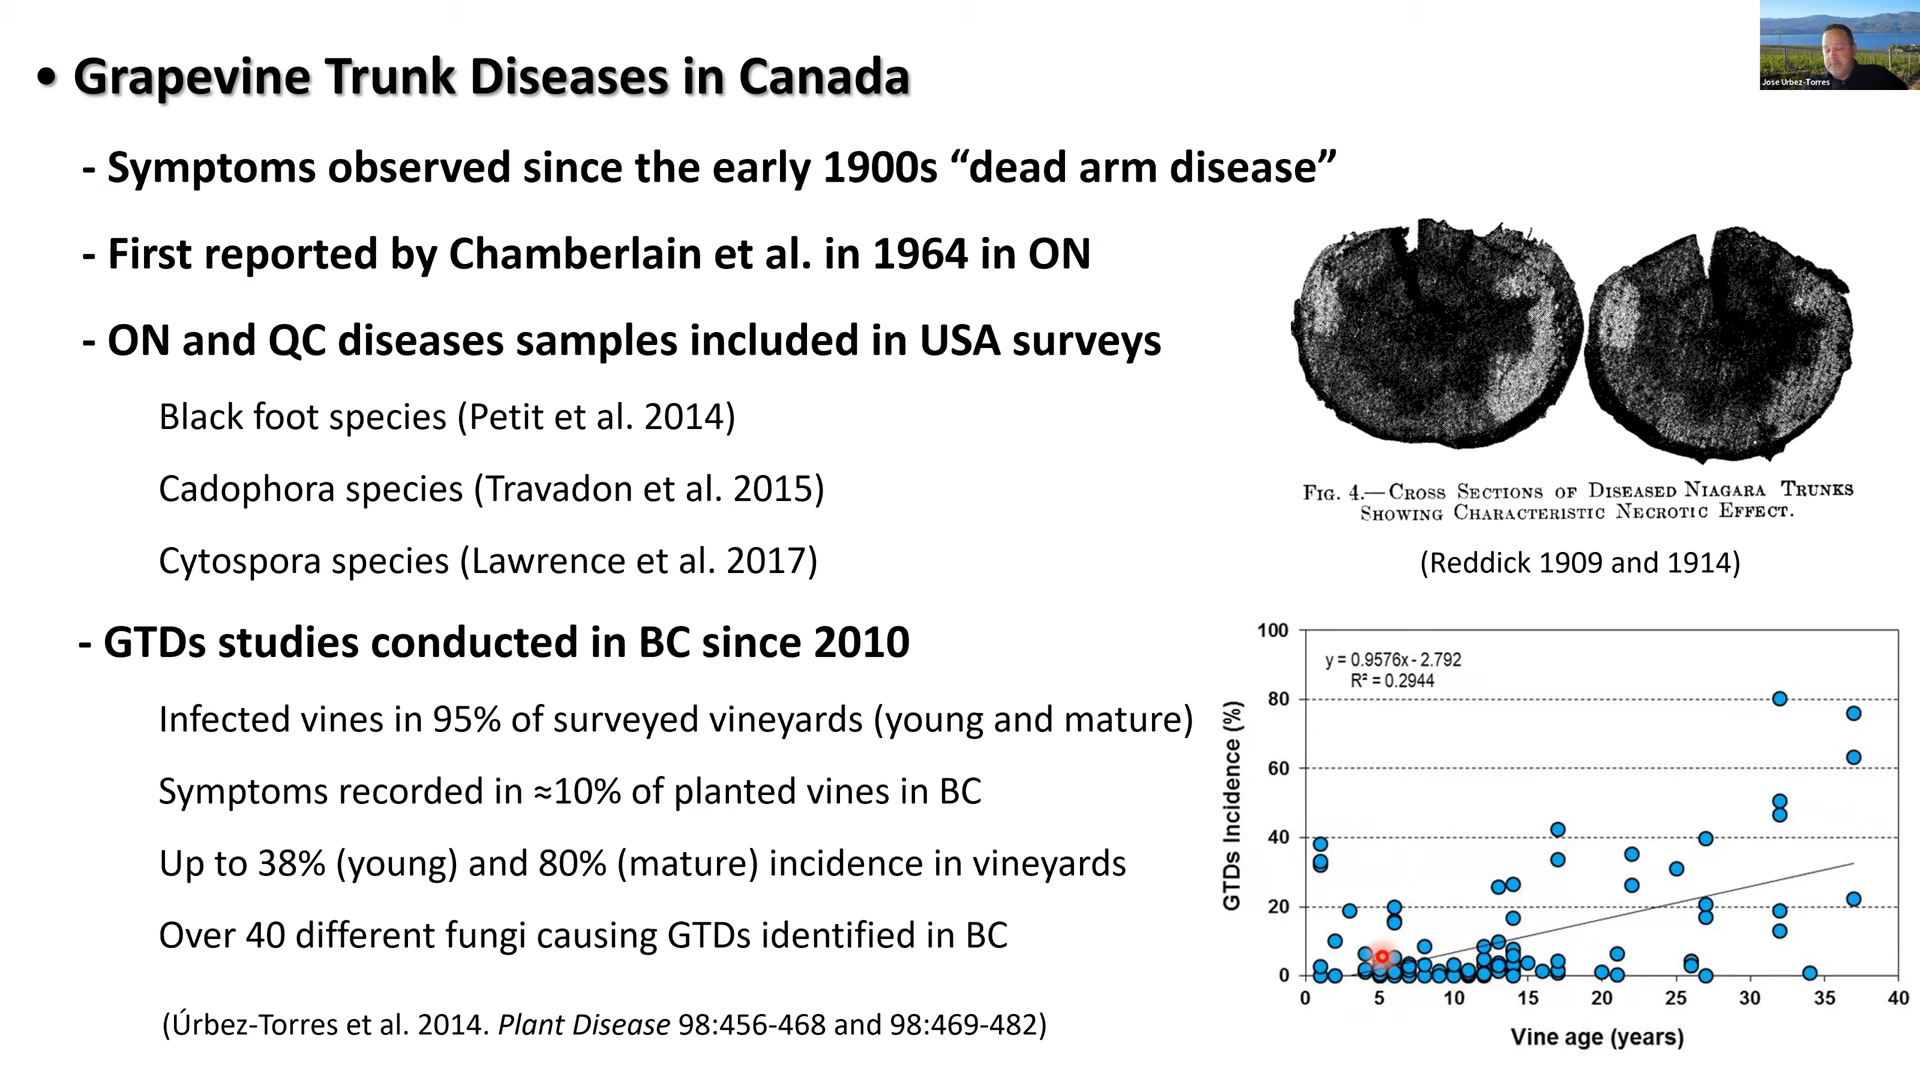 • Grapevine Trunk Diseases in Canada
Jose Urbez-Torres
- Symptoms observed since the early 1900s “dead arm disease”
- First reported by Chamberlain et al. in 1964 in ON
- ON and QC diseases samples included in USA surveys
Black foot species (Petit et al. 2014)
Cadophora species (Travadon et al. 2015)
Cytospora species (Lawrence et al. 2017)
- GTDs studies conducted in BC since 2010
Infected vines in 95% of surveyed vineyards (young and mature)
Symptoms recorded in ≈10% of planted vines in BC
Up to 38% (young) and 80% (mature) incidence in vineyards
Over 40 different fungi causing GTDs identified in BC
(Úrbez-Torres et al. 2014. Plant Disease 98:456-468 and 98:469-482)
Fig. 4.—Cross Sections of Diseased Niagara Trunks
Showing Characteristic Necrotic Effect.
(Reddick 1909 and 1914)
y = 0.9576x - 2.792
R² = 0.2944
GTDs Incidence (%)
100
80
60
40
20
0
0 5 10 15 20 25 30 35 40
Vine age (years)